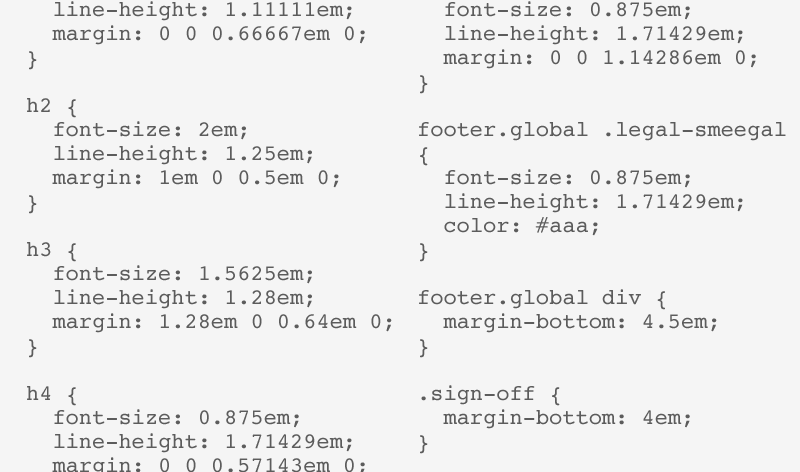 line-height: 1.11111em;
margin: 0 0 0.66667em 0;
}
h2 {
font-size: 2em;
line-height: 1.25em;
margin: 1em 0 0.5em 0;
}
h3 {
font-size: 1.5625em;
line-height: 1.28em;
margin: 1.28em 0 0.64em 0;
}
h4 {
font-size: 0.875em;
line-height: 1.71429em;
margin: 0 0 0.57143em 0;
font-size: 0.875em;
line-height: 1.71429em;
margin: 0 0 1.14286em 0;
}
footer.global .legal-smeegal
{
font-size: 0.875em;
line-height: 1.71429em;
color: #aaa;
}
footer.global div {
margin-bottom: 4.5em;
}
.sign-off {
margin-bottom: 4em;
}